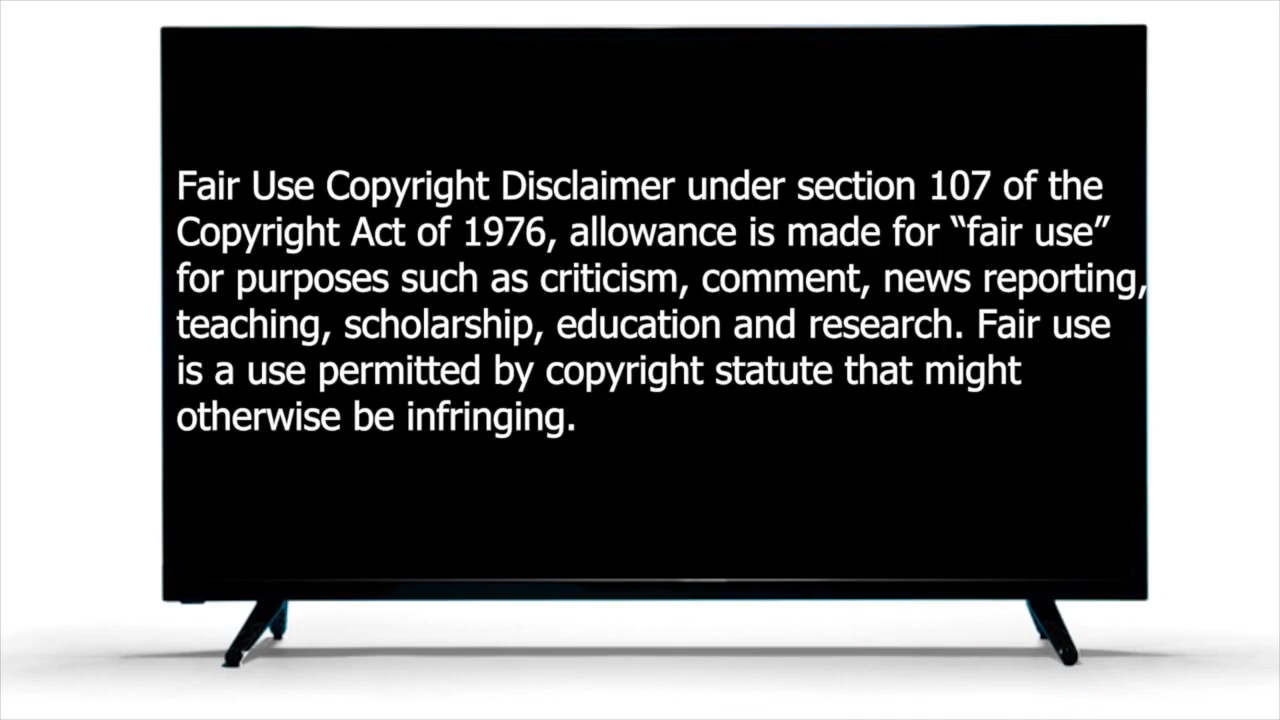 Fair Use Copyright Disclaimer under section 107 of the
Copyright Act of 1976, allowance is made for “fair use”
for purposes such as criticism, comment, news reporting,
teaching, scholarship, education and research. Fair use
is a use permitted by copyright statute that might
otherwise be infringing.